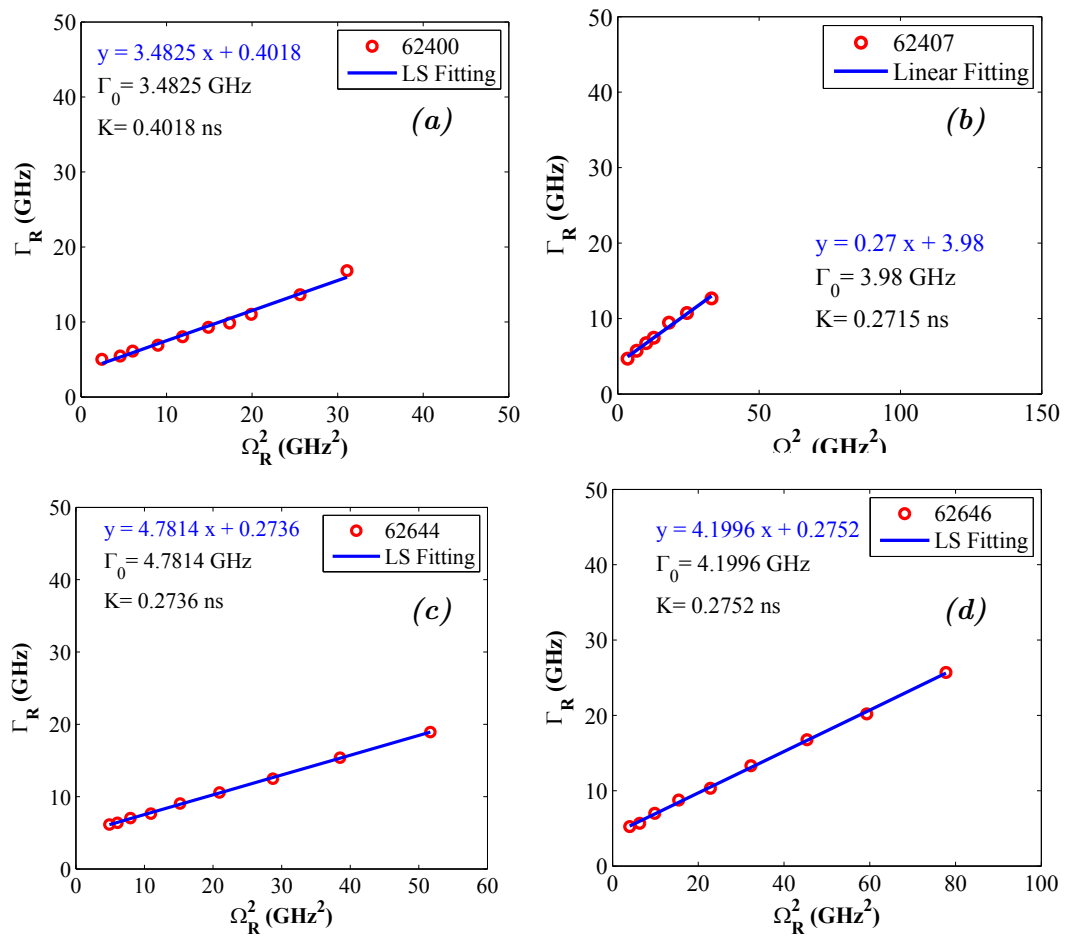 y = 3.4825 x + 0.4018
Γ0= 3.4825 GHz
K= 0.4018 ns
62400
LS Fitting
(a)
ΓR (GHz)
50
40
30
20
10
0
0 10 20 30 40 50
ΩR2 (GHz2)
62407
Linear Fitting
(b)
y = 0.27 x + 3.98
Γ0 = 3.98 GHz
K= 0.2715 ns
ΓR (GHz)
50
40
30
20
10
0
0 50 100 150
Ω2 (GHz2)
y = 4.7814 x + 0.2736
Γ0= 4.7814 GHz
K= 0.2736 ns
62644
LS Fitting
(c)
ΓR (GHz)
50
40
30
20
10
0
0 10 20 30 40 50 60
ΩR2 (GHz2)
y = 4.1996 x + 0.2752
Γ0= 4.1996 GHz
K= 0.2752 ns
62646
LS Fitting
(d)
ΓR (GHz)
50
40
30
20
10
0
0 20 40 60 80 100
ΩR2 (GHz2)